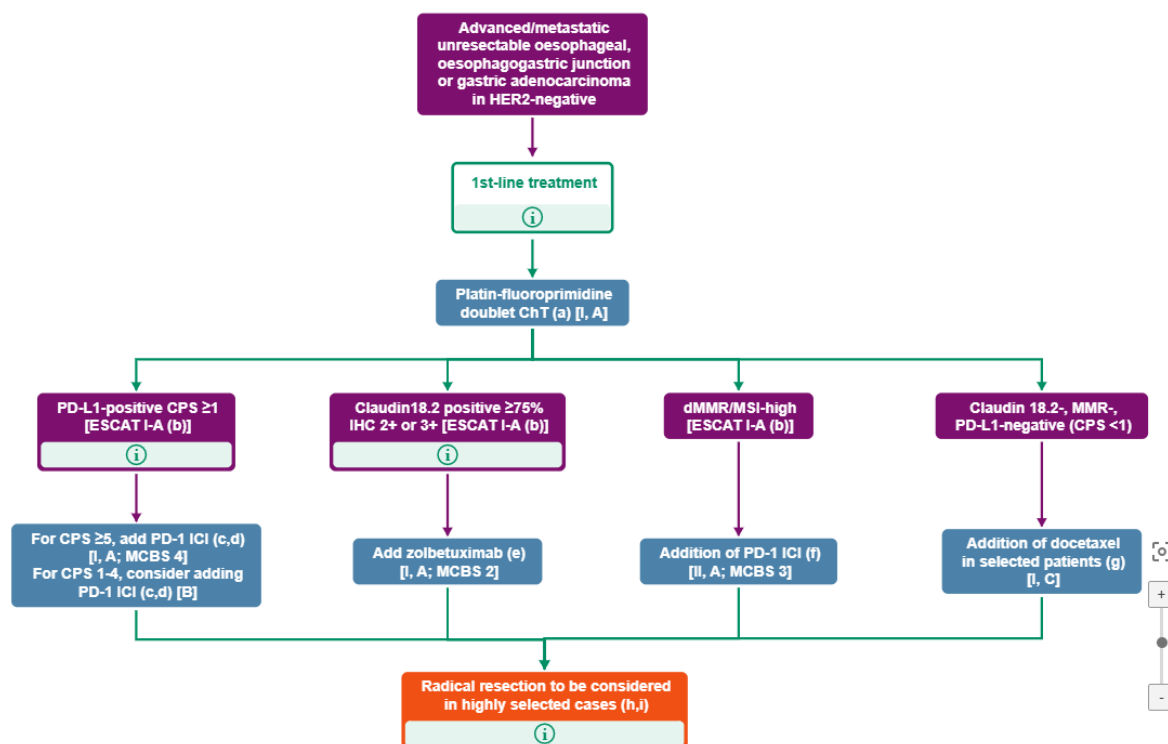 Advanced/metastatic
unresectable oesophageal,
oesophagogastric junction
or gastric adenocarcinoma
in HER2-negative
1st-line treatment
i
Platin-fluoroprimidine
doublet ChT (a) [I, A]
PD-L1-positive CPS ≥1
[ESCAT I-A (b)]
i
Claudin18.2 positive ≥75%
IHC 2+ or 3+ [ESCAT I-A (b)]
i
dMMR/MSI-high
[ESCAT I-A (b)]
Claudin 18.2-, MMR-,
PD-L1-negative (CPS <1)
For CPS ≥5, add PD-1 ICI (c,d)
[I, A; MCBS 4]
For CPS 1-4, consider adding
PD-1 ICI (c,d) [B]
Add zolbetuximab (e)
[I, A; MCBS 2]
Addition of PD-1 ICI (f)
[II, A; MCBS 3]
Addition of docetaxel
in selected patients (g)
[I, C]
+
-
Radical resection to be considered
in highly selected cases (h,i)
i